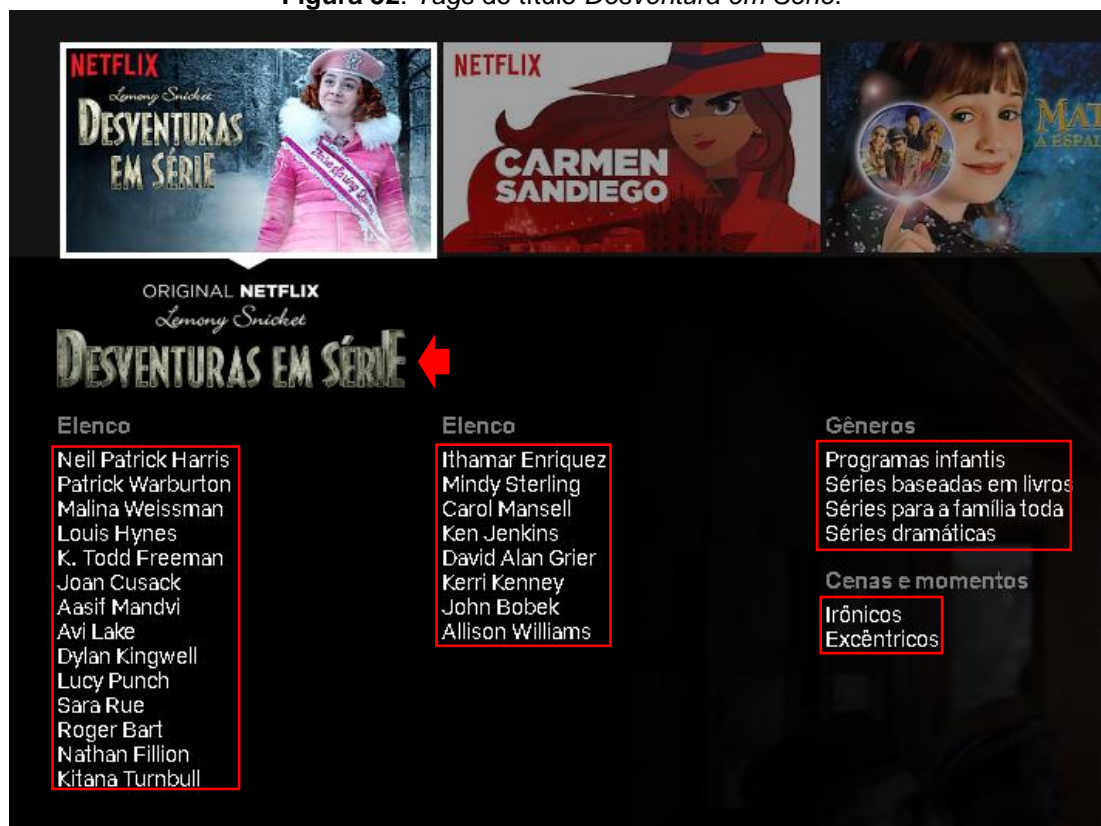 Figura 32. Tags do título Desventura em Série.
NETFLIX
Lemony Snicket
DESVENTURAS
EM SÉRIE
NETFLIX
CARMEN
SANDIEGO
MAT
A ESPAL
ORIGINAL NETFLIX
Lemony Snicket
DESVENTURAS EM SÉRIE
Elenco
Neil Patrick Harris
Patrick Warburton
Malina Weissman
Louis Hynes
K. Todd Freeman
Joan Cusack
Aasif Mandvi
Avi Lake
Dylan Kingwell
Lucy Punch
Sara Rue
Roger Bart
Nathan Fillion
Kitana Turnbull
Elenco
Ithamar Enriquez
Mindy Sterling
Carol Mansell
Ken Jenkins
David Alan Grier
Kerri Kenney
John Bobek
Allison Williams
Gêneros
Programas infantis
Séries baseadas em livros
Séries para a família toda
Séries dramáticas
Cenas e momentos
Irônicos
Excêntricos